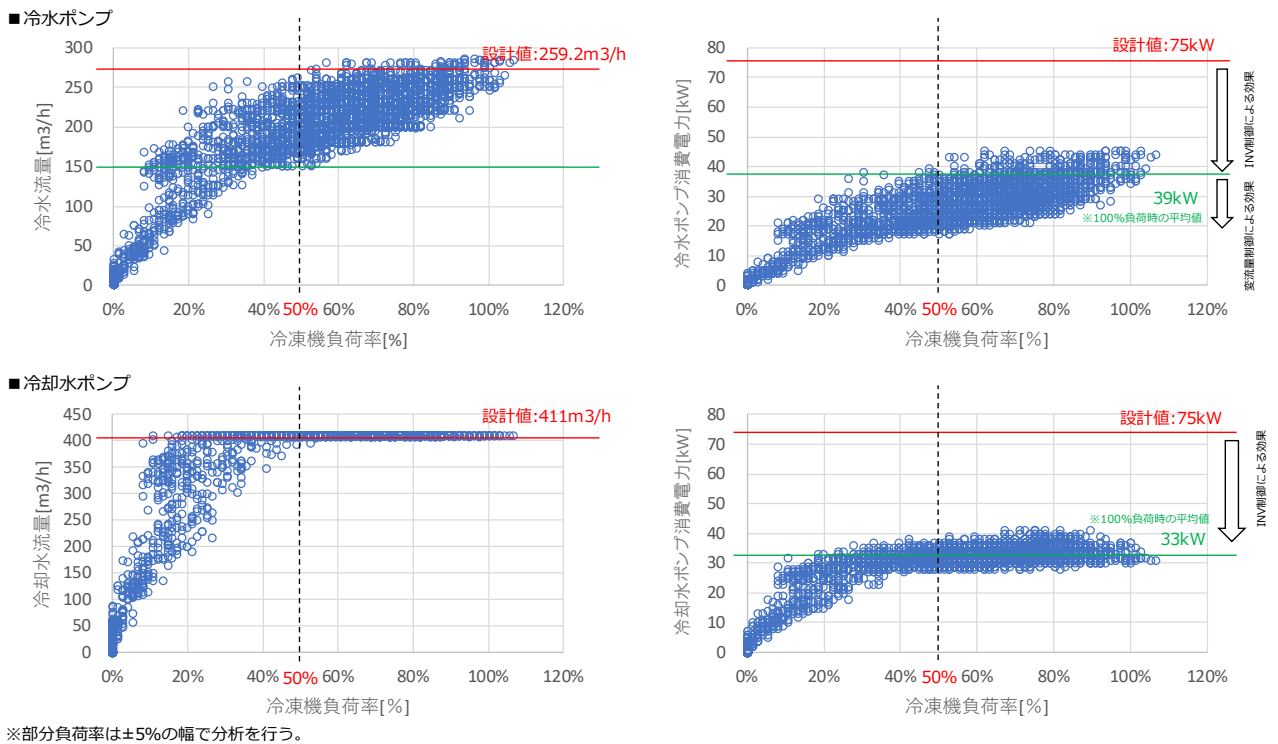 ■冷水ポンプ
設計値:259.2m3/h
冷水流量[m3/h]
300
250
200
150
100
50
0
0% 20% 40% 50% 60% 80% 100% 120%
冷凍機負荷率[%]
設計値:75kW
冷水ポンプ消費電力[kW]
80
70
60
50
40
30
20
10
0
39kW
※100%負荷時の平均値
INV制御による効果
変流量制御による効果
0% 20% 40% 50% 60% 80% 100% 120%
冷凍機負荷率[%]
■冷却水ポンプ
設計値:411m3/h
冷却水流量[m3/h]
450
400
350
300
250
200
150
100
50
0
0% 20% 40% 50% 60% 80% 100% 120%
冷凍機負荷率[%]
設計値:75kW
冷却水ポンプ消費電力[kW]
80
70
60
50
40
30
20
10
0
※100%負荷時の平均値
33kW
INV制御による効果
0% 20% 40% 50% 60% 80% 100% 120%
冷凍機負荷率[%]
※部分負荷率は±5%の幅で分析を行う。